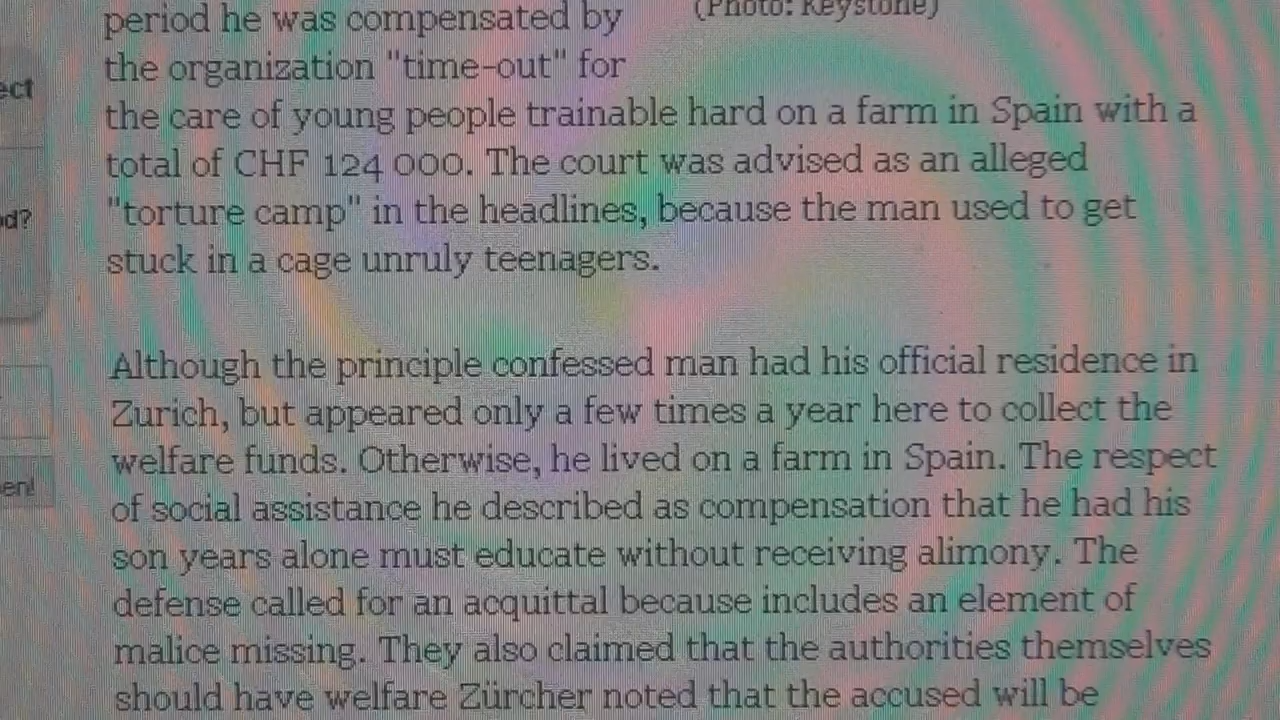 period he was compensated by
(Photo: Keystone)
the organization "time-out" for
the care of young people trainable hard on a farm in Spain with a
total of CHF 124 000. The court was advised as an alleged
"torture camp" in the headlines, because the man used to get
stuck in a cage unruly teenagers.
Although the principle confessed man had his official residence in
Zurich, but appeared only a few times a year here to collect the
welfare funds. Otherwise, he lived on a farm in Spain. The respect
of social assistance he described as compensation that he had his
son years alone must educate without receiving alimony. The
defense called for an acquittal because includes an element of
malice missing. They also claimed that the authorities themselves
should have welfare Zürcher noted that the accused will be